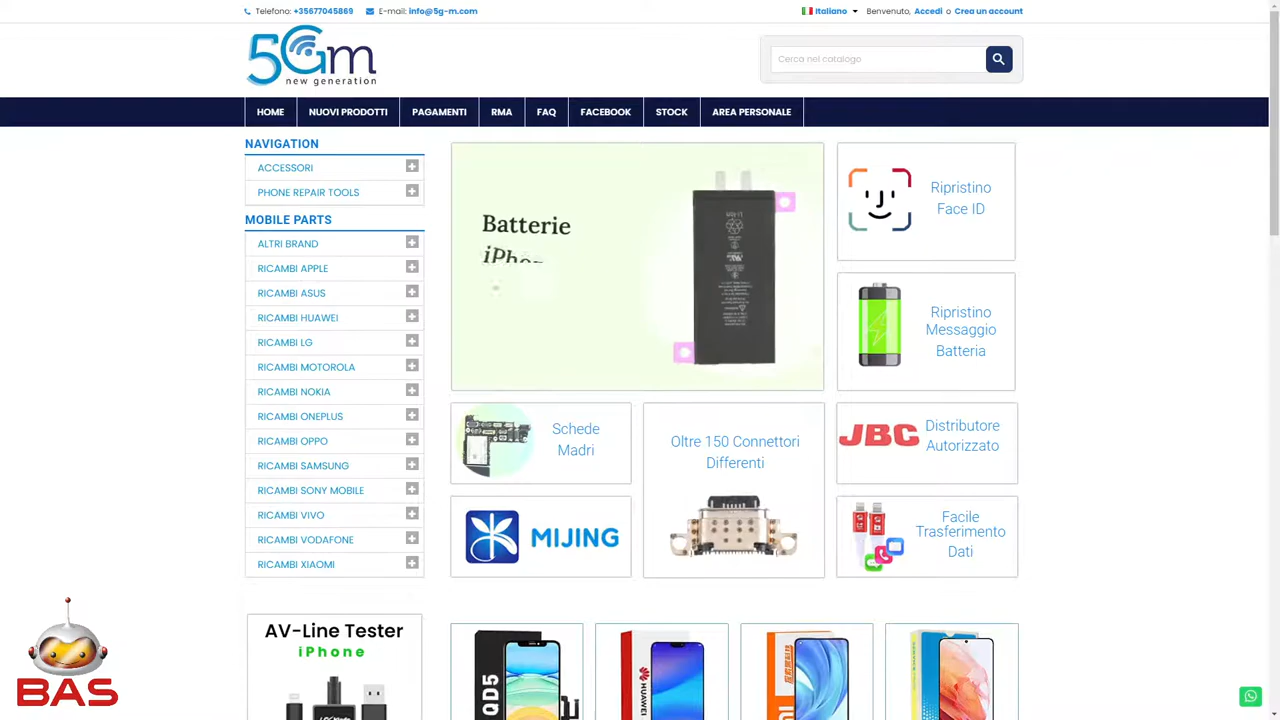 Telefono: +35677045869 E-mail: info@5g-m.com Italiano Benvenuto, Accedi o Crea un account
5Gm
new generation
Cerca nel catalogo
HOME NUOVI PRODOTTI PAGAMENTI RMA FAQ FACEBOOK STOCK AREA PERSONALE
NAVIGATION
ACCESSORI
PHONE REPAIR TOOLS
MOBILE PARTS
ALTRI BRAND
RICAMBI APPLE
RICAMBI ASUS
RICAMBI HUAWEI
RICAMBI LG
RICAMBI MOTOROLA
RICAMBI NOKIA
RICAMBI ONEPLUS
RICAMBI OPPO
RICAMBI SAMSUNG
RICAMBI SONY MOBILE
RICAMBI VIVO
RICAMBI VODAFONE
RICAMBI XIAOMI
Batterie
Ripristino
Face ID
Ripristino
Messaggio
Batteria
Schede
Madri
Oltre 150 Connettori
Differenti
JBC
Distributore
Autorizzato
MIJING
Facile
Trasferimento
Dati
AV-Line Tester
iPhone
QD5
HUAWEI
BAS